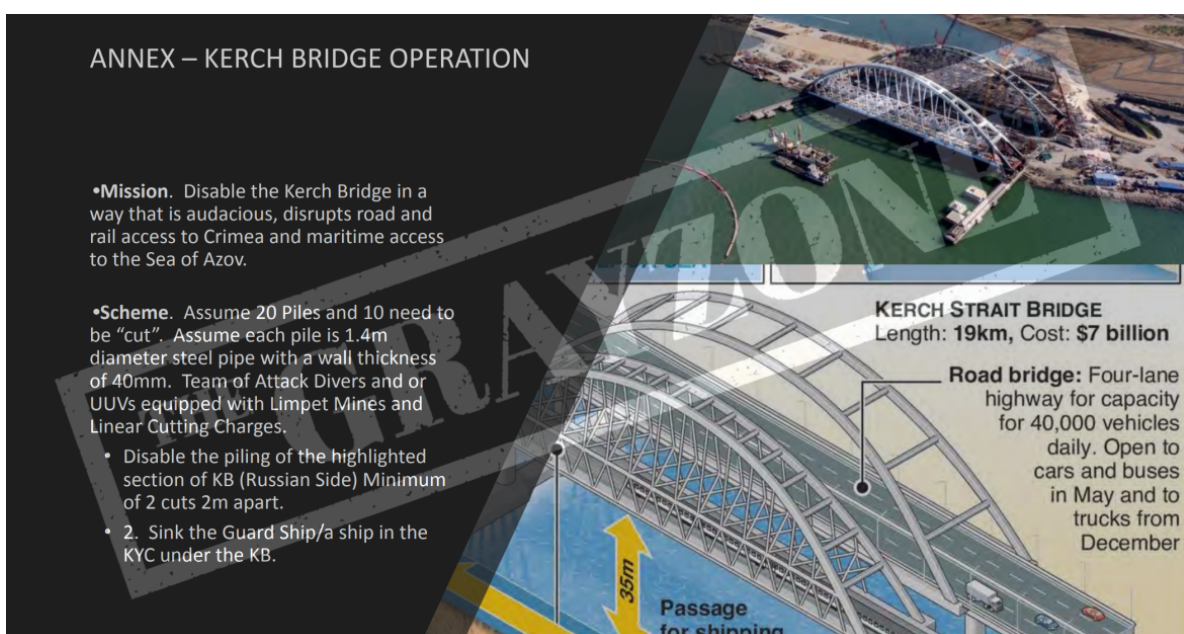 ANNEX – KERCH BRIDGE OPERATION
•Mission. Disable the Kerch Bridge in a
way that is audacious, disrupts road and
rail access to Crimea and maritime access
to the Sea of Azov.
•Scheme. Assume 20 Piles and 10 need to
be “cut”. Assume each pile is 1.4m
diameter steel pipe with a wall thickness
of 40mm. Team of Attack Divers and or
UUVs equipped with Limpet Mines and
Linear Cutting Charges.
• Disable the piling of the highlighted
section of KB (Russian Side) Minimum
of 2 cuts 2m apart.
• 2. Sink the Guard Ship/a ship in the
KYC under the KB.
THE GRAYZONE
KERCH STRAIT BRIDGE
Length: 19km, Cost: $7 billion
Road bridge: Four-lane
highway for capacity
for 40,000 vehicles
daily. Open to
cars and buses
in May and to
trucks from
December
35m
Passage
for shipping